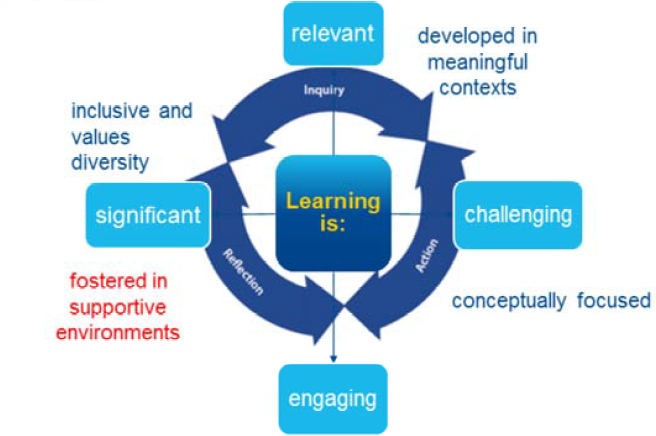 relevant
developed in
meaningful
contexts
Inquiry
inclusive and
values
diversity
Learning
is:
significant
challenging
Reflection
Action
fostered in
supportive
environments
conceptually focused
engaging